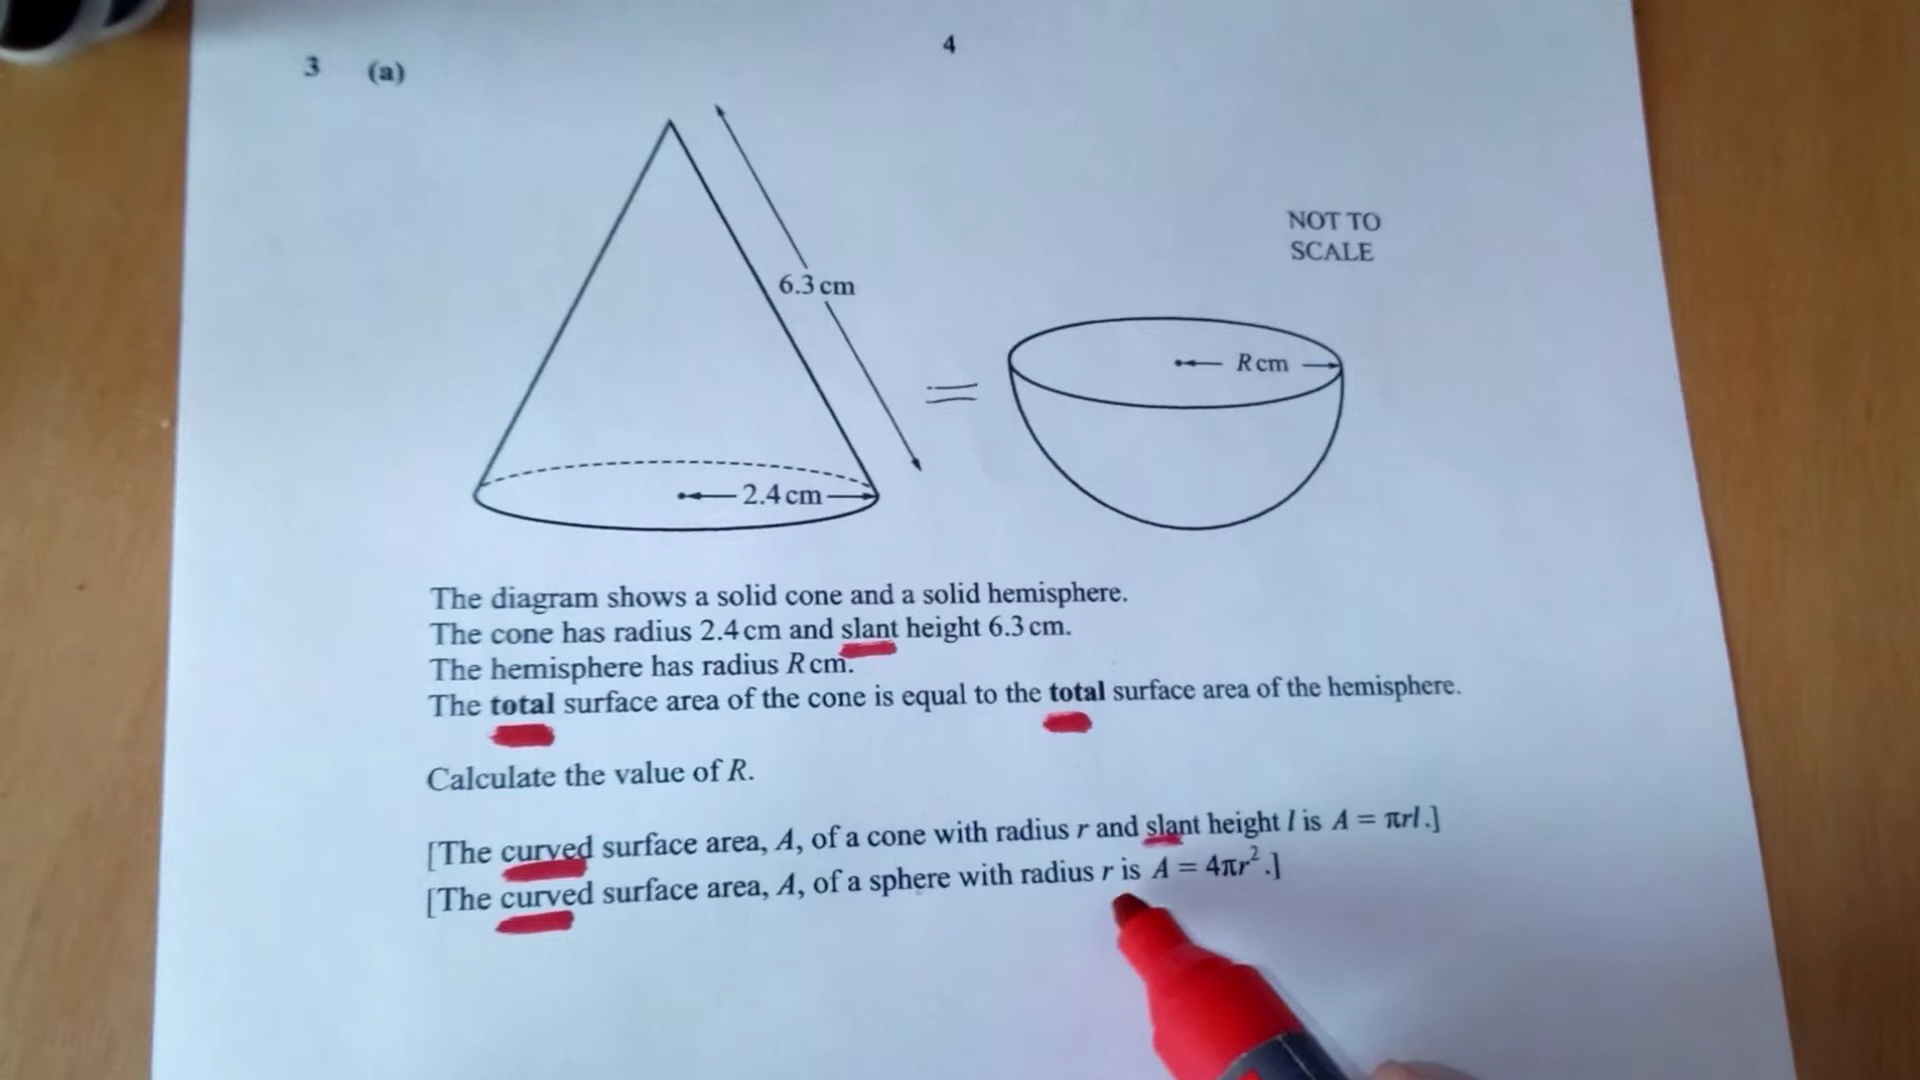 4
3 (a)
NOT TO
SCALE
6.3 cm
R cm
=
2.4 cm
The diagram shows a solid cone and a solid hemisphere.
The cone has radius 2.4 cm and slant height 6.3 cm.
The hemisphere has radius R cm.
The total surface area of the cone is equal to the total surface area of the hemisphere.
Calculate the value of R.
[The curved surface area, A, of a cone with radius r and slant height l is A = πrl.]
[The curved surface area, A, of a sphere with radius r is A = 4πr².]